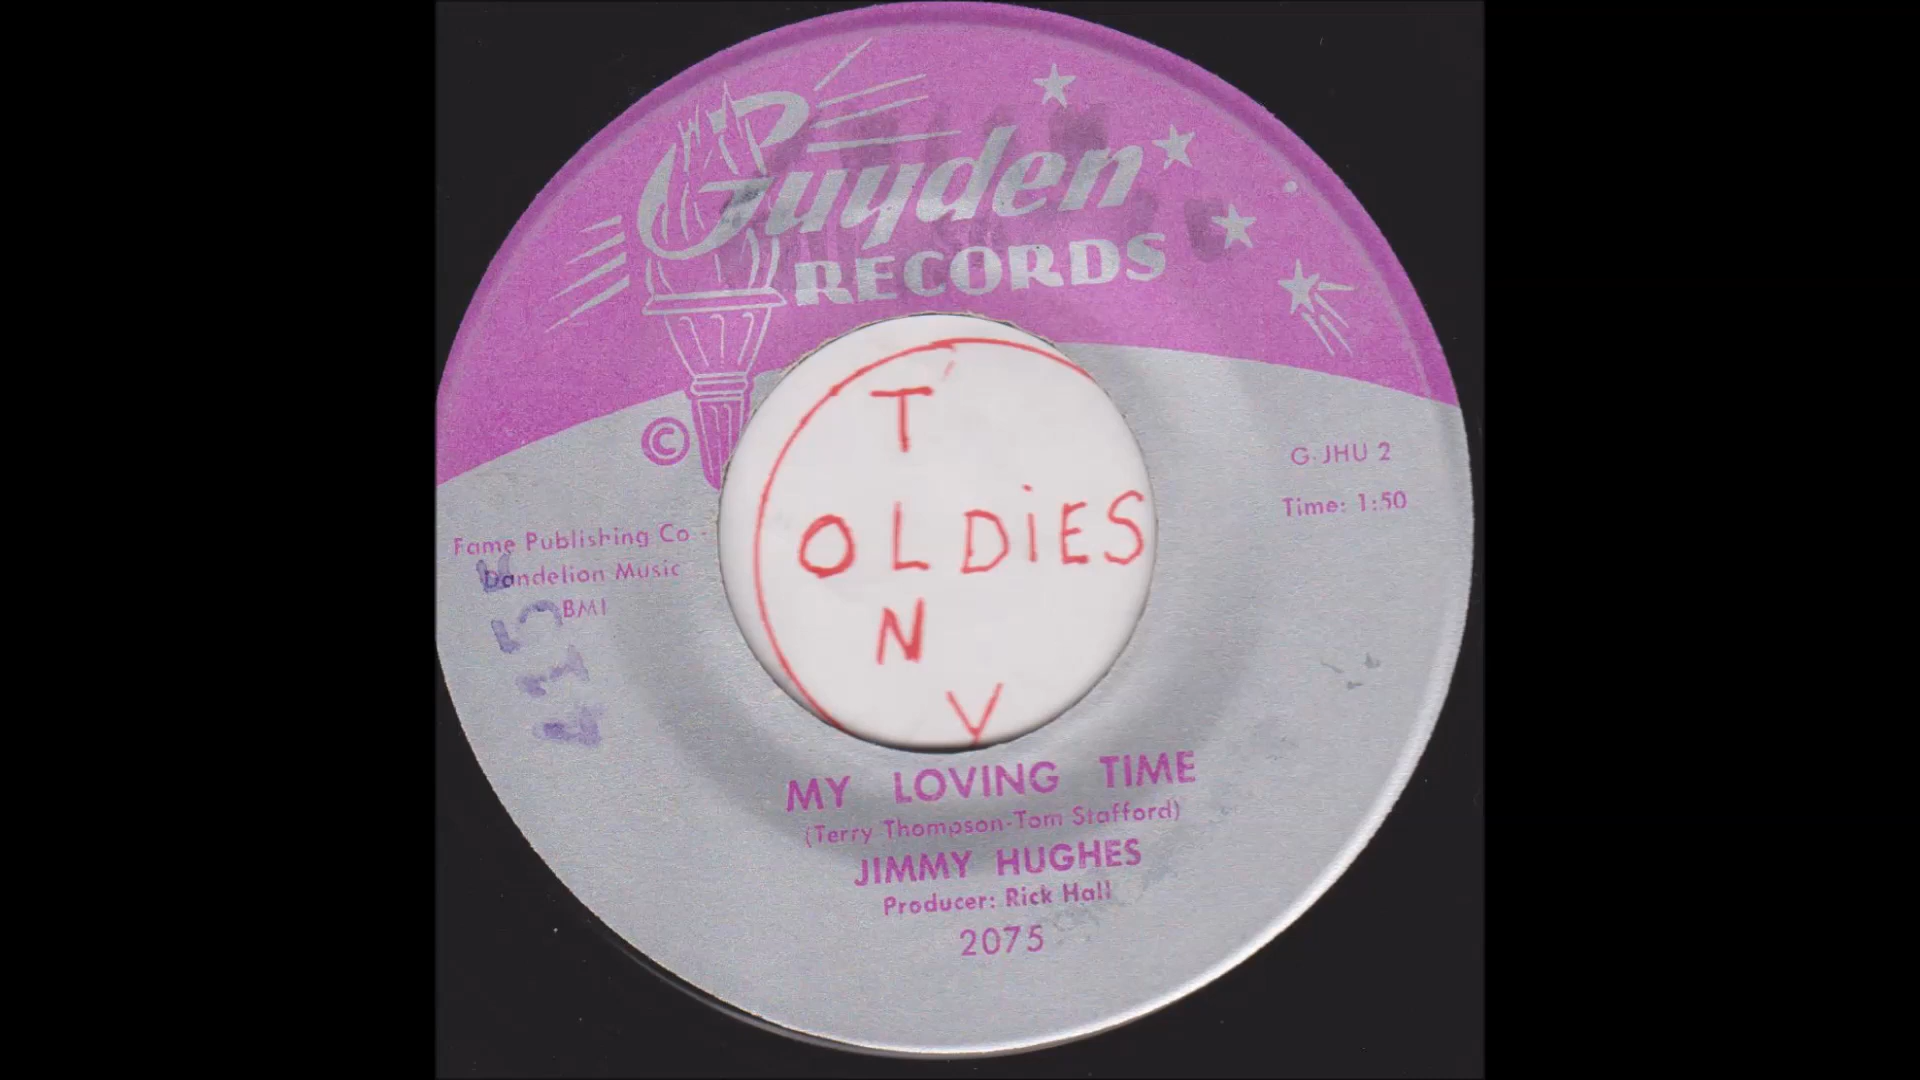 Guyden
RECORDS
©
G-JHU 2
Time: 1:50
Fame Publishing Co -
Dandelion Music
BMI
T
OLDiES
N
Y
MY LOVING TIME
(Terry Thompson-Tom Stafford)
JIMMY HUGHES
Producer: Rick Hall
2075